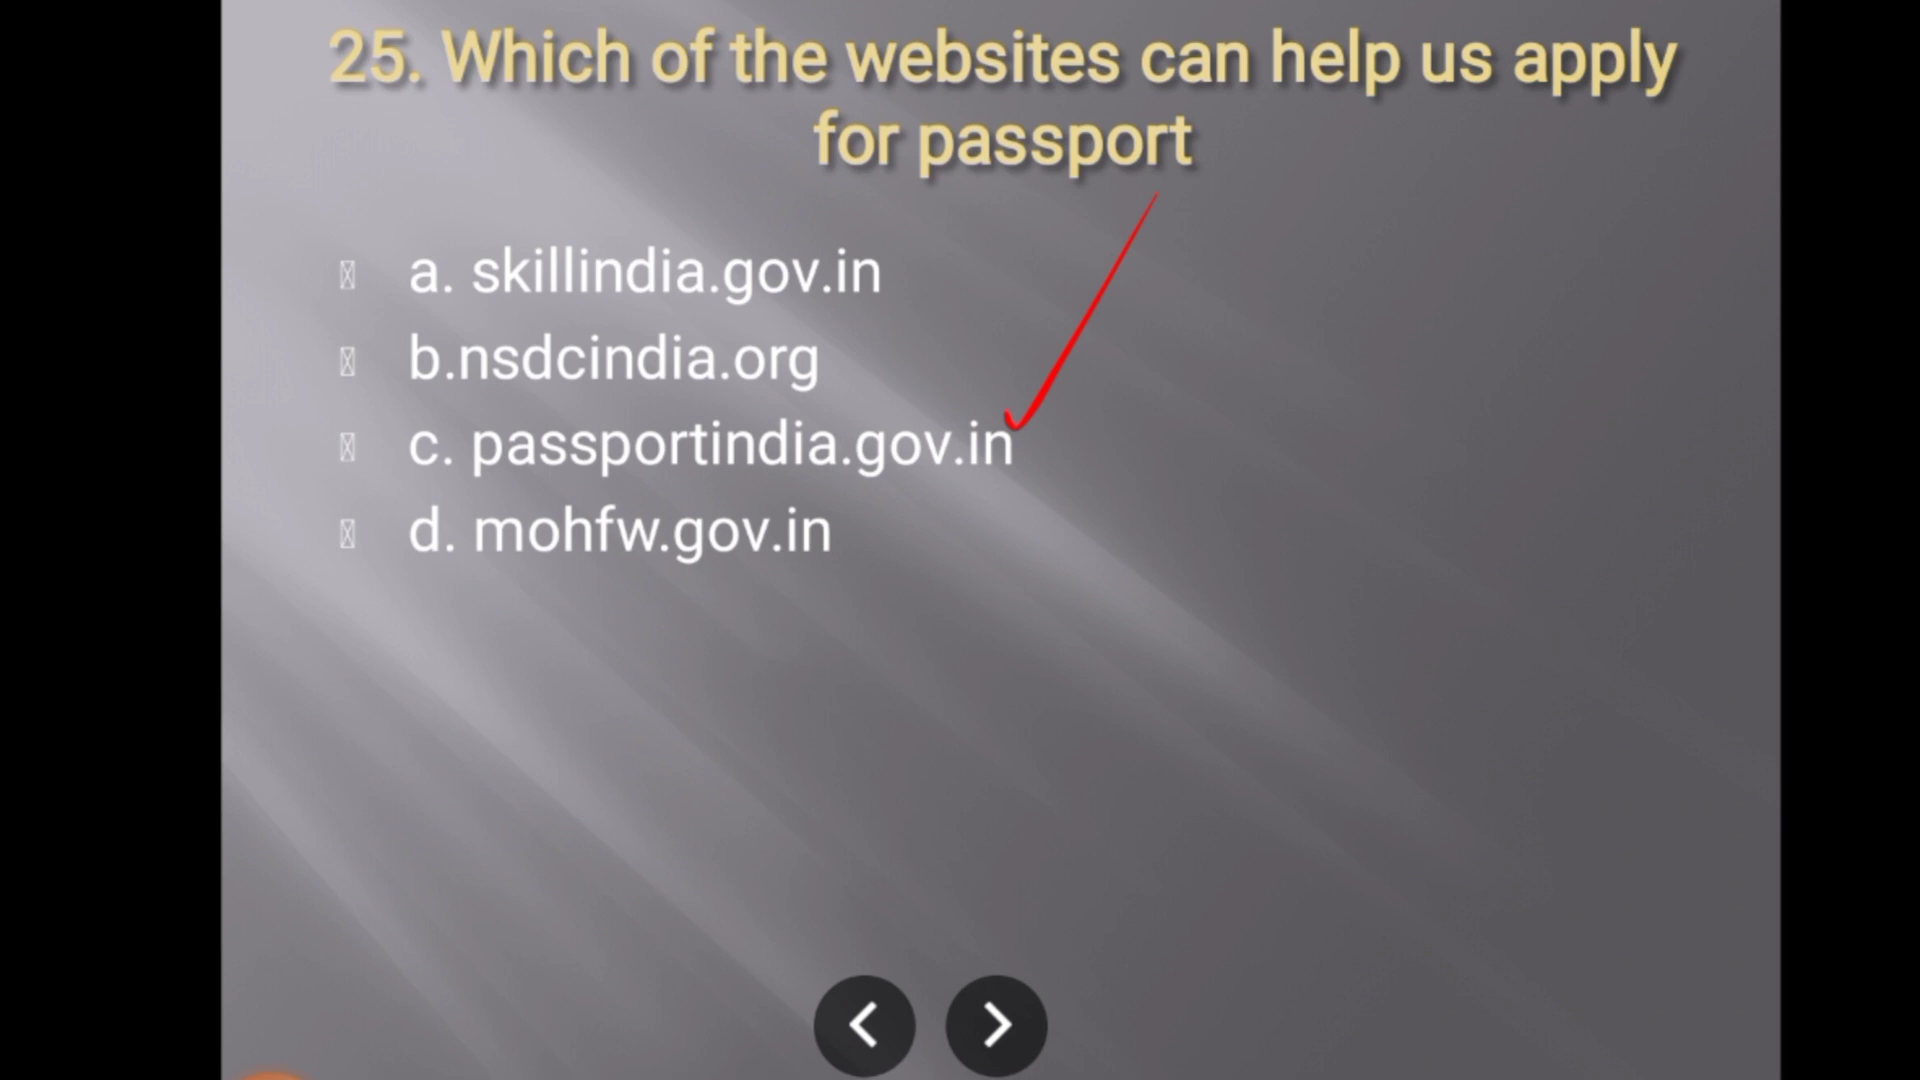 25. Which of the websites can help us apply
for passport
a. skillindia.gov.in
b.nsdcindia.org
c. passportindia.gov.in
d. mohfw.gov.in